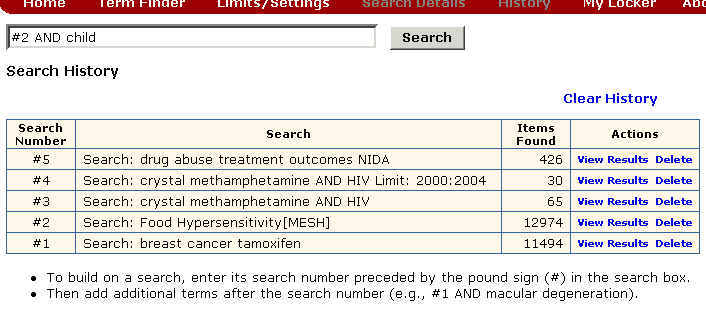 Home Term Finder Limits/Settings Search Details History My Locker Abo
#2 AND child Search
Search History
Clear History
Search Number Search Items Found Actions
#5 Search: drug abuse treatment outcomes NIDA 426 View Results Delete
#4 Search: crystal methamphetamine AND HIV Limit: 2000:2004 30 View Results Delete
#3 Search: crystal methamphetamine AND HIV 65 View Results Delete
#2 Search: Food Hypersensitivity[MESH] 12974 View Results Delete
#1 Search: breast cancer tamoxifen 11494 View Results Delete
• To build on a search, enter its search number preceded by the pound sign (#) in the search box.
• Then add additional terms after the search number (e.g., #1 AND macular degeneration).